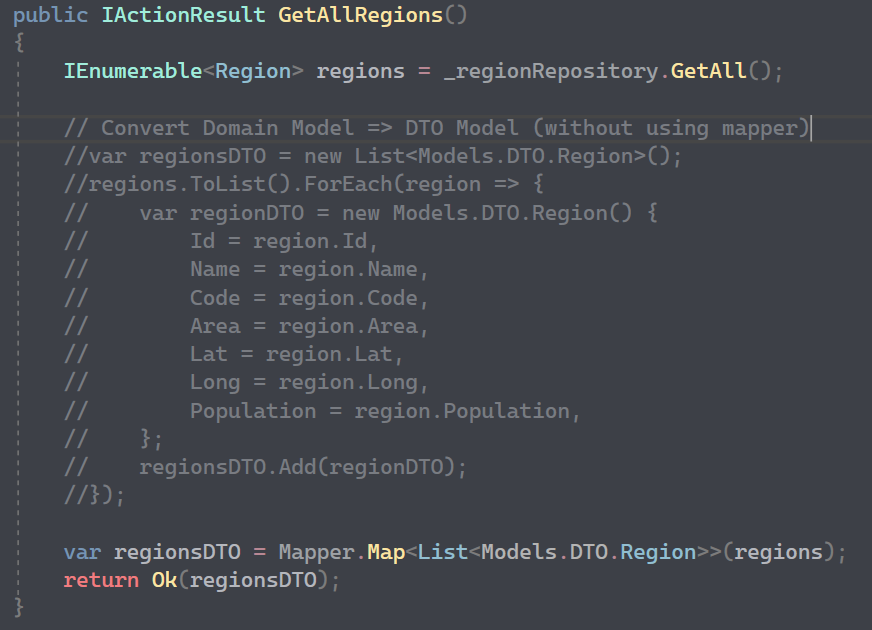 public IActionResult GetAllRegions()
{
    IEnumerable<Region> regions = _regionRepository.GetAll();

    // Convert Domain Model => DTO Model (without using mapper)
    //var regionsDTO = new List<Models.DTO.Region>();
    //regions.ToList().ForEach(region => {
    //    var regionDTO = new Models.DTO.Region() {
    //        Id = region.Id,
    //        Name = region.Name,
    //        Code = region.Code,
    //        Area = region.Area,
    //        Lat = region.Lat,
    //        Long = region.Long,
    //        Population = region.Population,
    //    };
    //    regionsDTO.Add(regionDTO);
    //});

    var regionsDTO = Mapper.Map<List<Models.DTO.Region>>(regions);
    return Ok(regionsDTO);
}